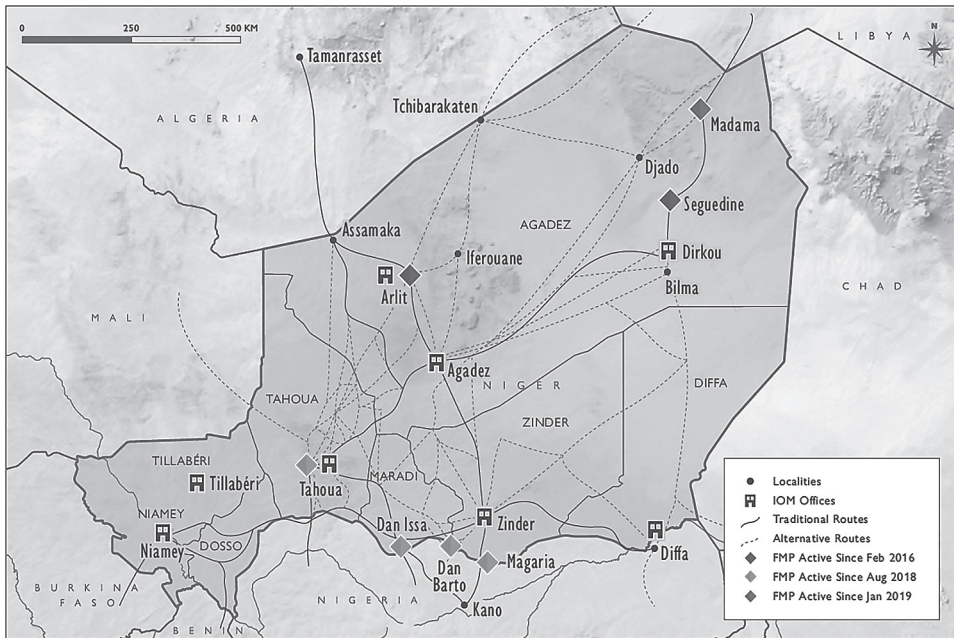 0 250 500 KM
N
LIBYA
Tamanrasset
Tchibarakaten
ALGERIA
Madama
Djado
Seguedine
AGADEZ
Assamaka
Iferouane
Dirkou
Arlit
Bilma
CHAD
MALI
Agadez
NIGER
DIFFA
TAHOUA
ZINDER
TILLABÉRI
MARADI
Tillabéri
Tahoua
NIAMEY
Dan Issa
Zinder
Niamey
DOSSO
Diffa
Dan
Barto
Magaria
BURKINA
FASO
NIGERIA
Kano
BENIN
Localities
IOM Offices
Traditional Routes
Alternative Routes
FMP Active Since Feb 2016
FMP Active Since Aug 2018
FMP Active Since Jan 2019